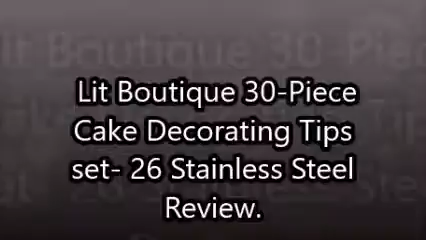 Lit Boutique 30-Piece
Cake Decorating Tips
set- 26 Stainless Steel
Review.